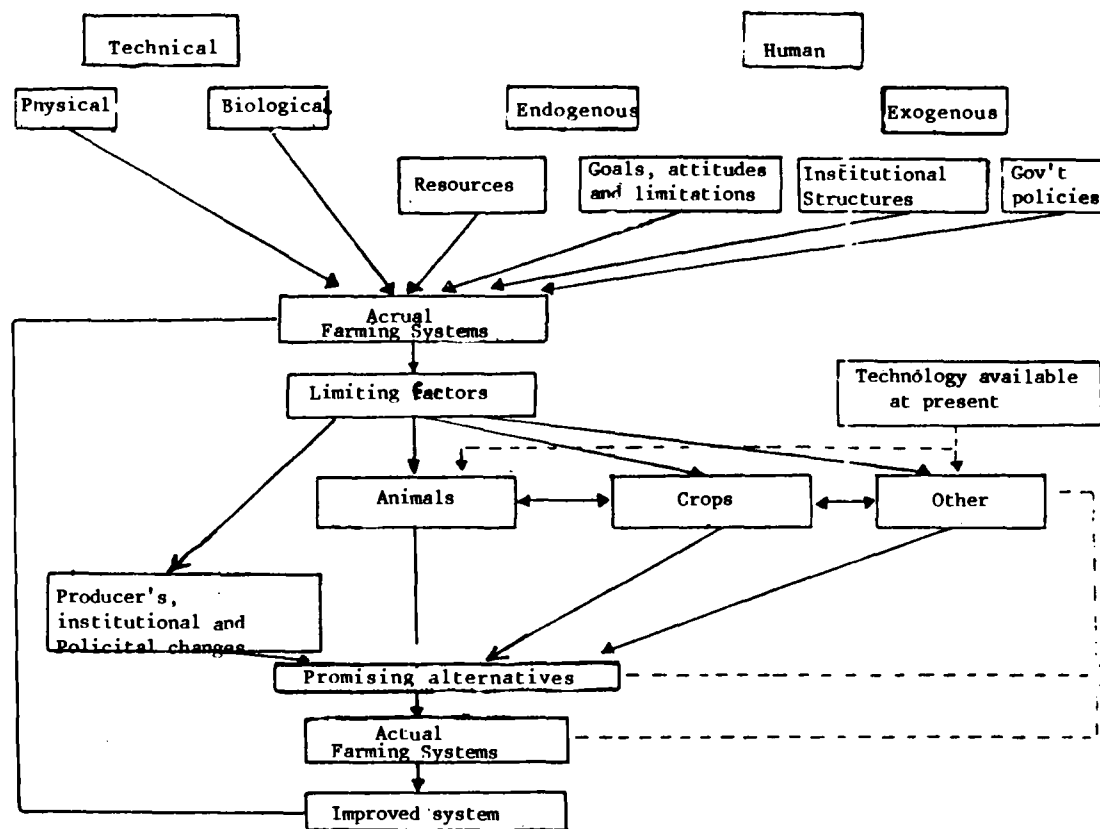 Technical
Human
Pnysical
Biological
Endogenous
Exogenous
Resources
Goals, attitudes
and limitations
Institutional
Structures
Gov't
policies
Acrual
Farming Systems
Limiting factors
Technology available
at present
Animals
Crops
Other
Producer's,
institutional and
Policital changes
Promising alternatives
Actual
Farming Systems
Improved system